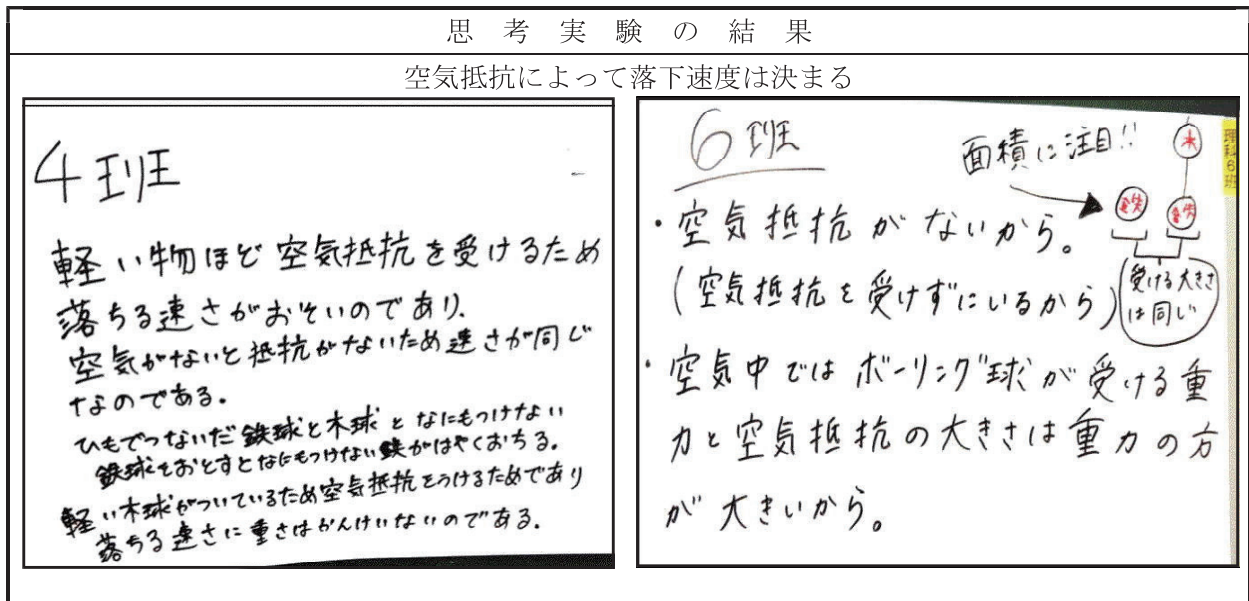 思考実験の結果
空気抵抗によって落下速度は決まる
4班
軽い物ほど空気抵抗を受けるため
落ちる速さがおそいのであり、
空気がないと抵抗がないため速さが同じ
なのである。
ひもでつないだ鉄球と木球となにもつけない
鉄球をおとすとなにもつけない鉄がはやくおちる。
軽い木球がついているため空気抵抗をうけるためであり
落ちる速さに重さはかんけいないのである。
6班
面積に注目!!
木
鉄
鉄
理科6班
受ける大きさ
は同じ
・空気抵抗がないから。
(空気抵抗を受けずにいるから)
・空気中ではボーリング球が受ける重
力と空気抵抗の大きさは重力の方
が大きいから。